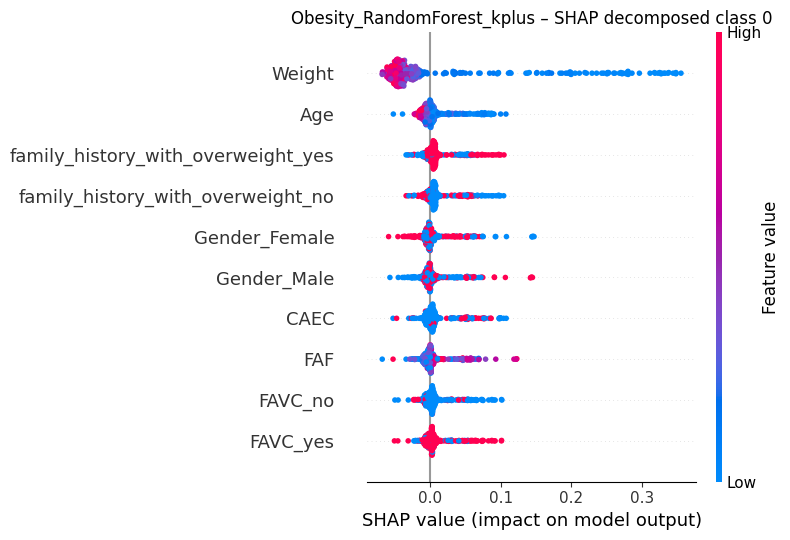 Obesity_RandomForest_kplus – SHAP decomposed class 0
High
Weight
Age
family_history_with_overweight_yes
family_history_with_overweight_no
Gender_Female
Gender_Male
CAEC
FAF
FAVC_no
FAVC_yes
Feature value
Low
0.0 0.1 0.2 0.3
SHAP value (impact on model output)